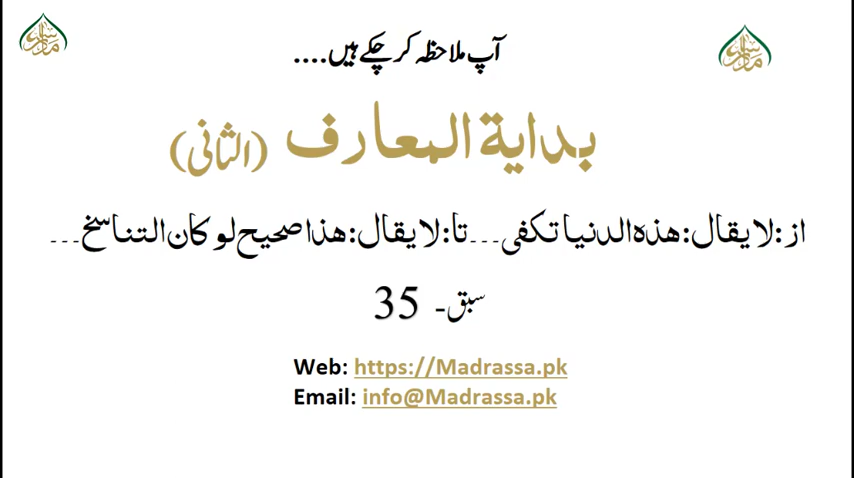 آپ ملاحظہ کر چکے ہیں....
بدایة المعارف (الثانی)
از:لا یقال:هذه الدنیا تکفی...تا:لا یقال:هذا صحیح لو کان التناسخ...
سبق۔ 35
Web: https://Madrassa.pk
Email: info@Madrassa.pk